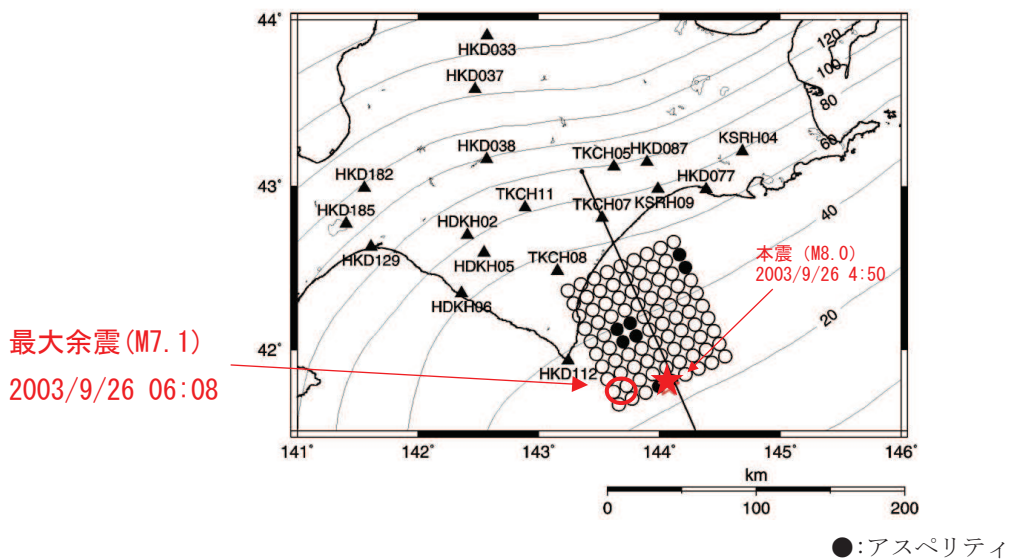 44°
120
100
80
60
40
20
HKD033
HKD037
HKD038
TKCH05
HKD087
KSRH04
HKD182
TKCH11
HKD077
HKD185
TKCH07
KSRH09
HDKH02
HKD129
HDKH05
TKCH08
HDKH06
HKD112
43°
42°
本震 (M8.0)
2003/9/26 4:50
最大余震(M7.1)
2003/9/26 06:08
141°
142°
143°
144°
145°
146°
km
0
100
200
●:アスペリティ